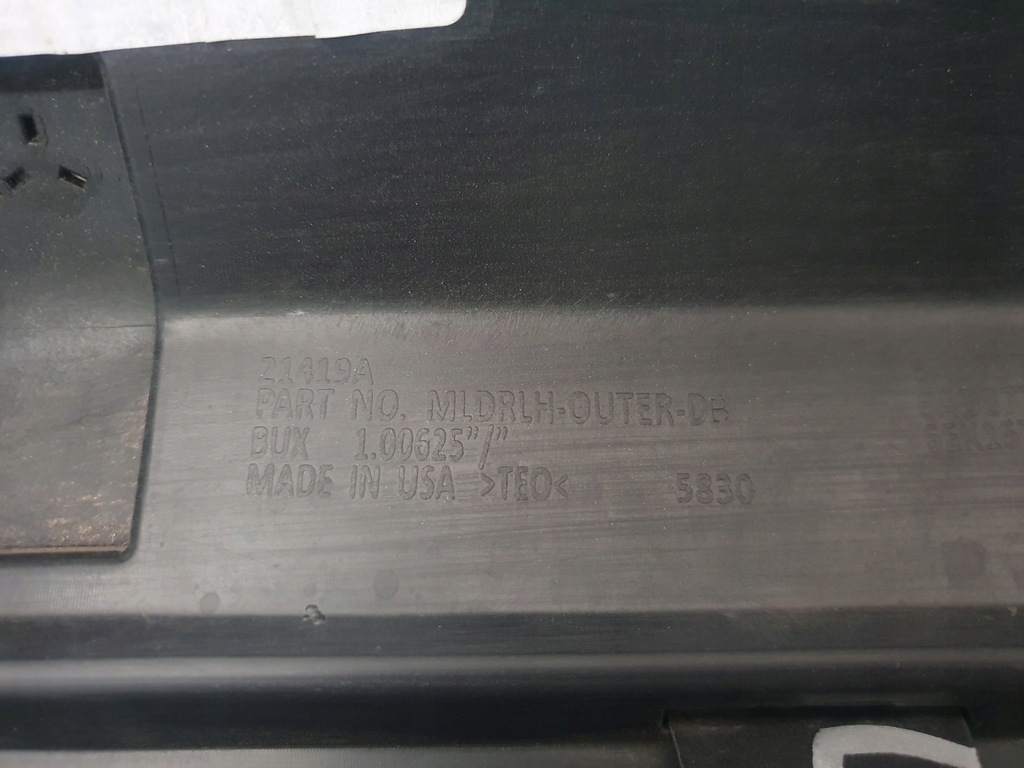 21419A
PART NO. MLDRLH-OUTER-DB
BUX 1.00625"/"
MADE IN USA >TEO< 5830